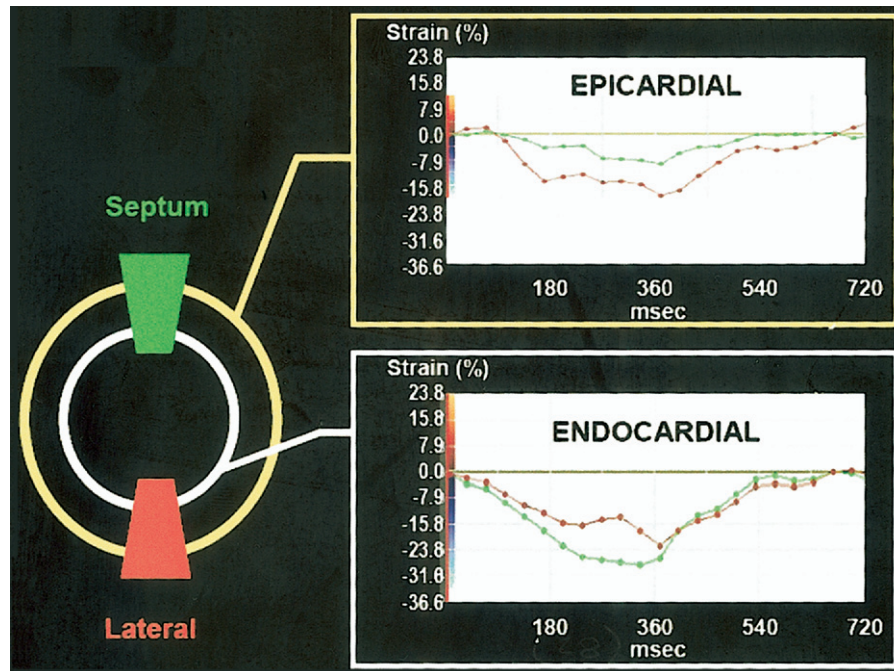 Septum
Lateral
Strain (%)
EPICARDIAL
23.8
15.8
7.9
0.0
-7.9
-15.8
-23.8
-31.6
-36.6
180 360 540 720
msec
Strain (%)
ENDOCARDIAL
23.8
15.8
7.9
0.0
-7.9
-15.8
-23.8
-31.6
-36.6
180 360 540 720
msec